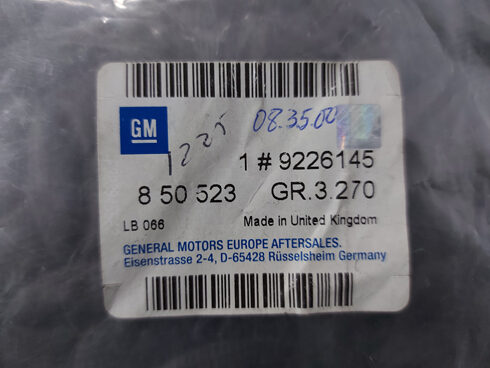 GM
08.35.00
1 # 9226145
8 50 523 GR.3.270
LB 066 Made in United Kingdom
GENERAL MOTORS EUROPE AFTERSALES.
Eisenstrasse 2-4, D-65428 Rüsselsheim Germany